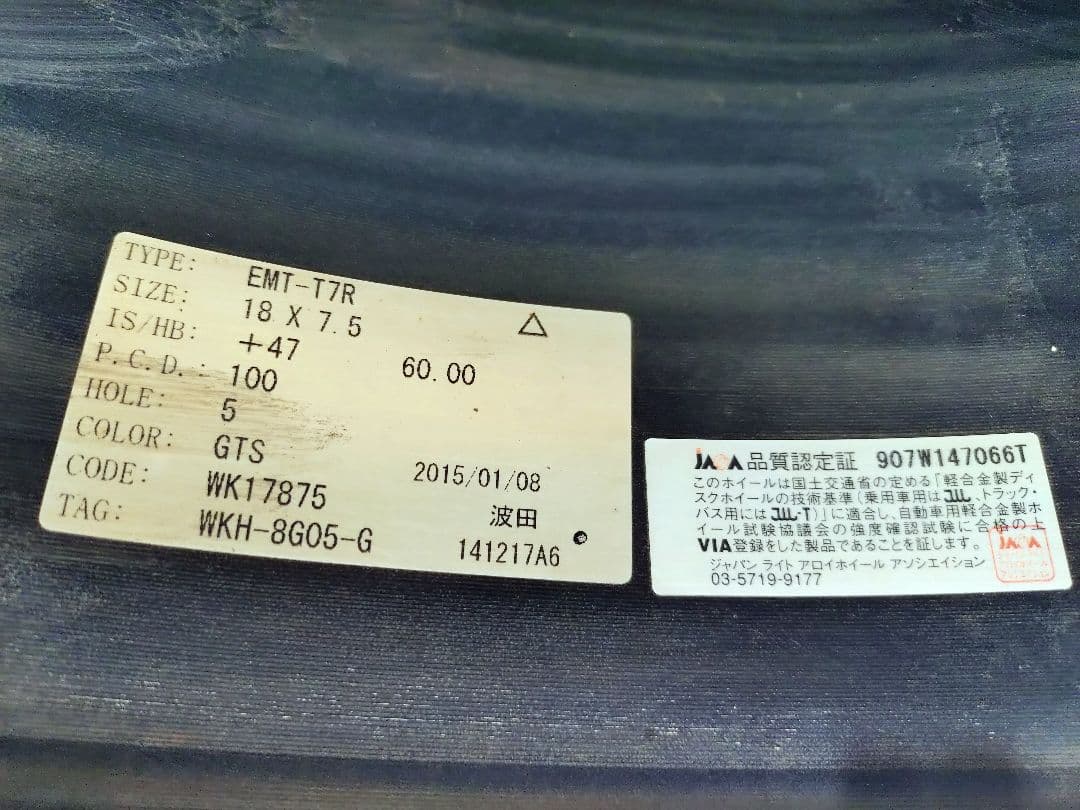 TYPE: EMT-T7R
SIZE: 18 X 7.5 △
IS/HB: +47 60.00
P.C.D.: 100
HOLE: 5
COLOR: GTS 2015/01/08
CODE: WK17875 波田
TAG: WKH-8G05-G 141217A6
JAWA 品質認定証 907W147066T
このホイールは国土交通省の定める「軽合金製ディ
スクホイールの技術基準（乗用車用はJWL、トラック・
バス用にはJWL-T)」に適合し、自動車用軽合金製ホ
イール試験協議会の強度確認試験に合格の上
VIA登録をした製品であることを証します。
ジャパン ライト アロイホイール アソシエイション
03-5719-9177
JAWA